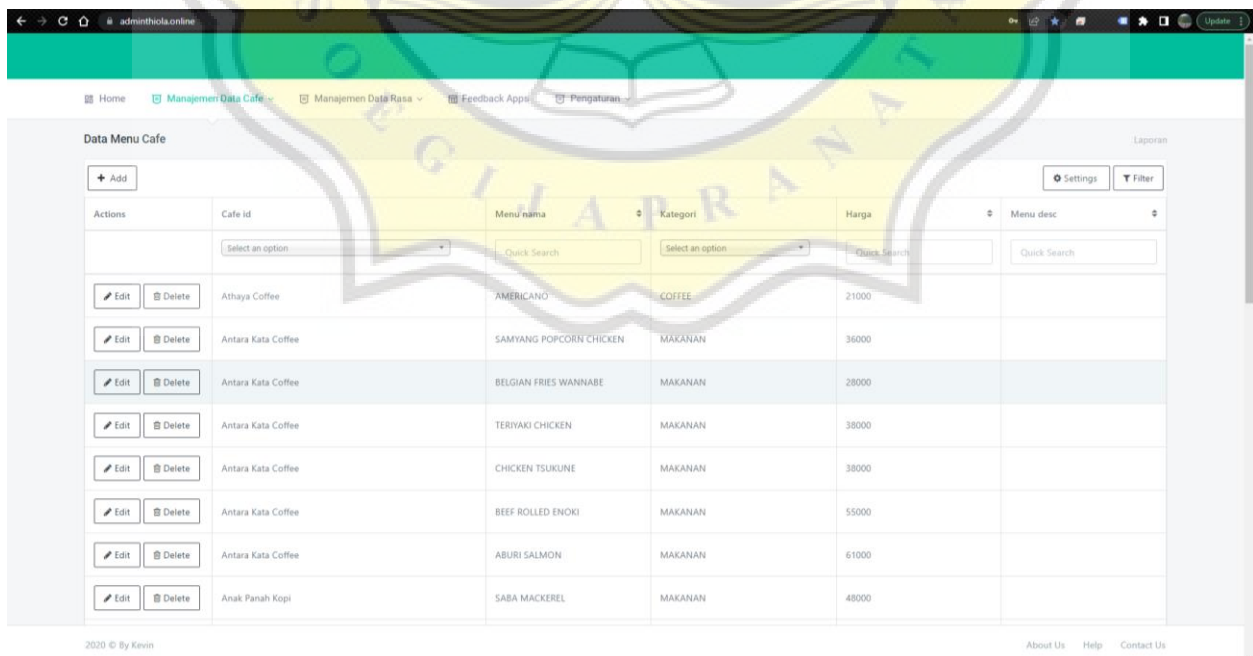 adminthiola.online
Update
Home Manajemen Data Cafe Manajemen Data Rasa Feedback Apps Pengaturan
Data Menu Cafe Laporan
+ Add Settings Filter
Actions Cafe id Menu nama Kategori Harga Menu desc
Select an option Quick Search Select an option Quick Search Quick Search
Edit Delete Athaya Coffee AMERICANO COFFEE 21000
Edit Delete Antara Kata Coffee SAMYANG POPCORN CHICKEN MAKANAN 36000
Edit Delete Antara Kata Coffee BELGIAN FRIES WANNABE MAKANAN 28000
Edit Delete Antara Kata Coffee TERIYAKI CHICKEN MAKANAN 38000
Edit Delete Antara Kata Coffee CHICKEN TSUKUNE MAKANAN 38000
Edit Delete Antara Kata Coffee BEEF ROLLED ENOKI MAKANAN 55000
Edit Delete Antara Kata Coffee ABURI SALMON MAKANAN 61000
Edit Delete Anak Panah Kopi SABA MACKEREL MAKANAN 48000
2020 © By Kevin About Us Help Contact Us
OEGIJAPRANATA